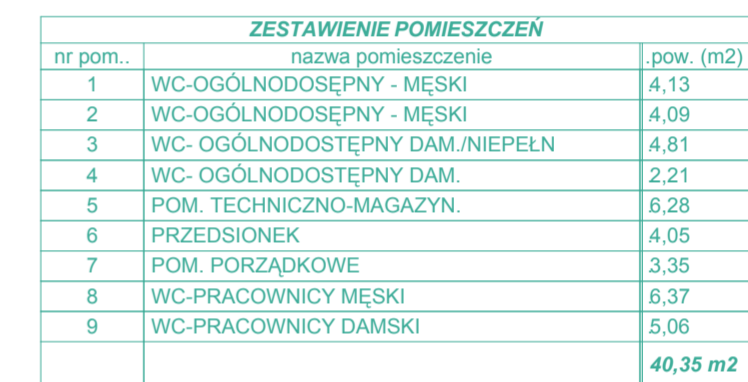 ZESTAWIENIE POMIESZCZEŃ
nr pom.. nazwa pomieszczenie .pow. (m2)
1 WC-OGÓLNODOSĘPNY - MĘSKI 4,13
2 WC-OGÓLNODOSĘPNY - MĘSKI 4,09
3 WC- OGÓLNODOSTĘPNY DAM./NIEPEŁN 4,81
4 WC- OGÓLNODOSTĘPNY DAM. 2,21
5 POM. TECHNICZNO-MAGAZYN. 6,28
6 PRZEDSIONEK 4,05
7 POM. PORZĄDKOWE 3,35
8 WC-PRACOWNICY MĘSKI 6,37
9 WC-PRACOWNICY DAMSKI 5,06
40,35 m2